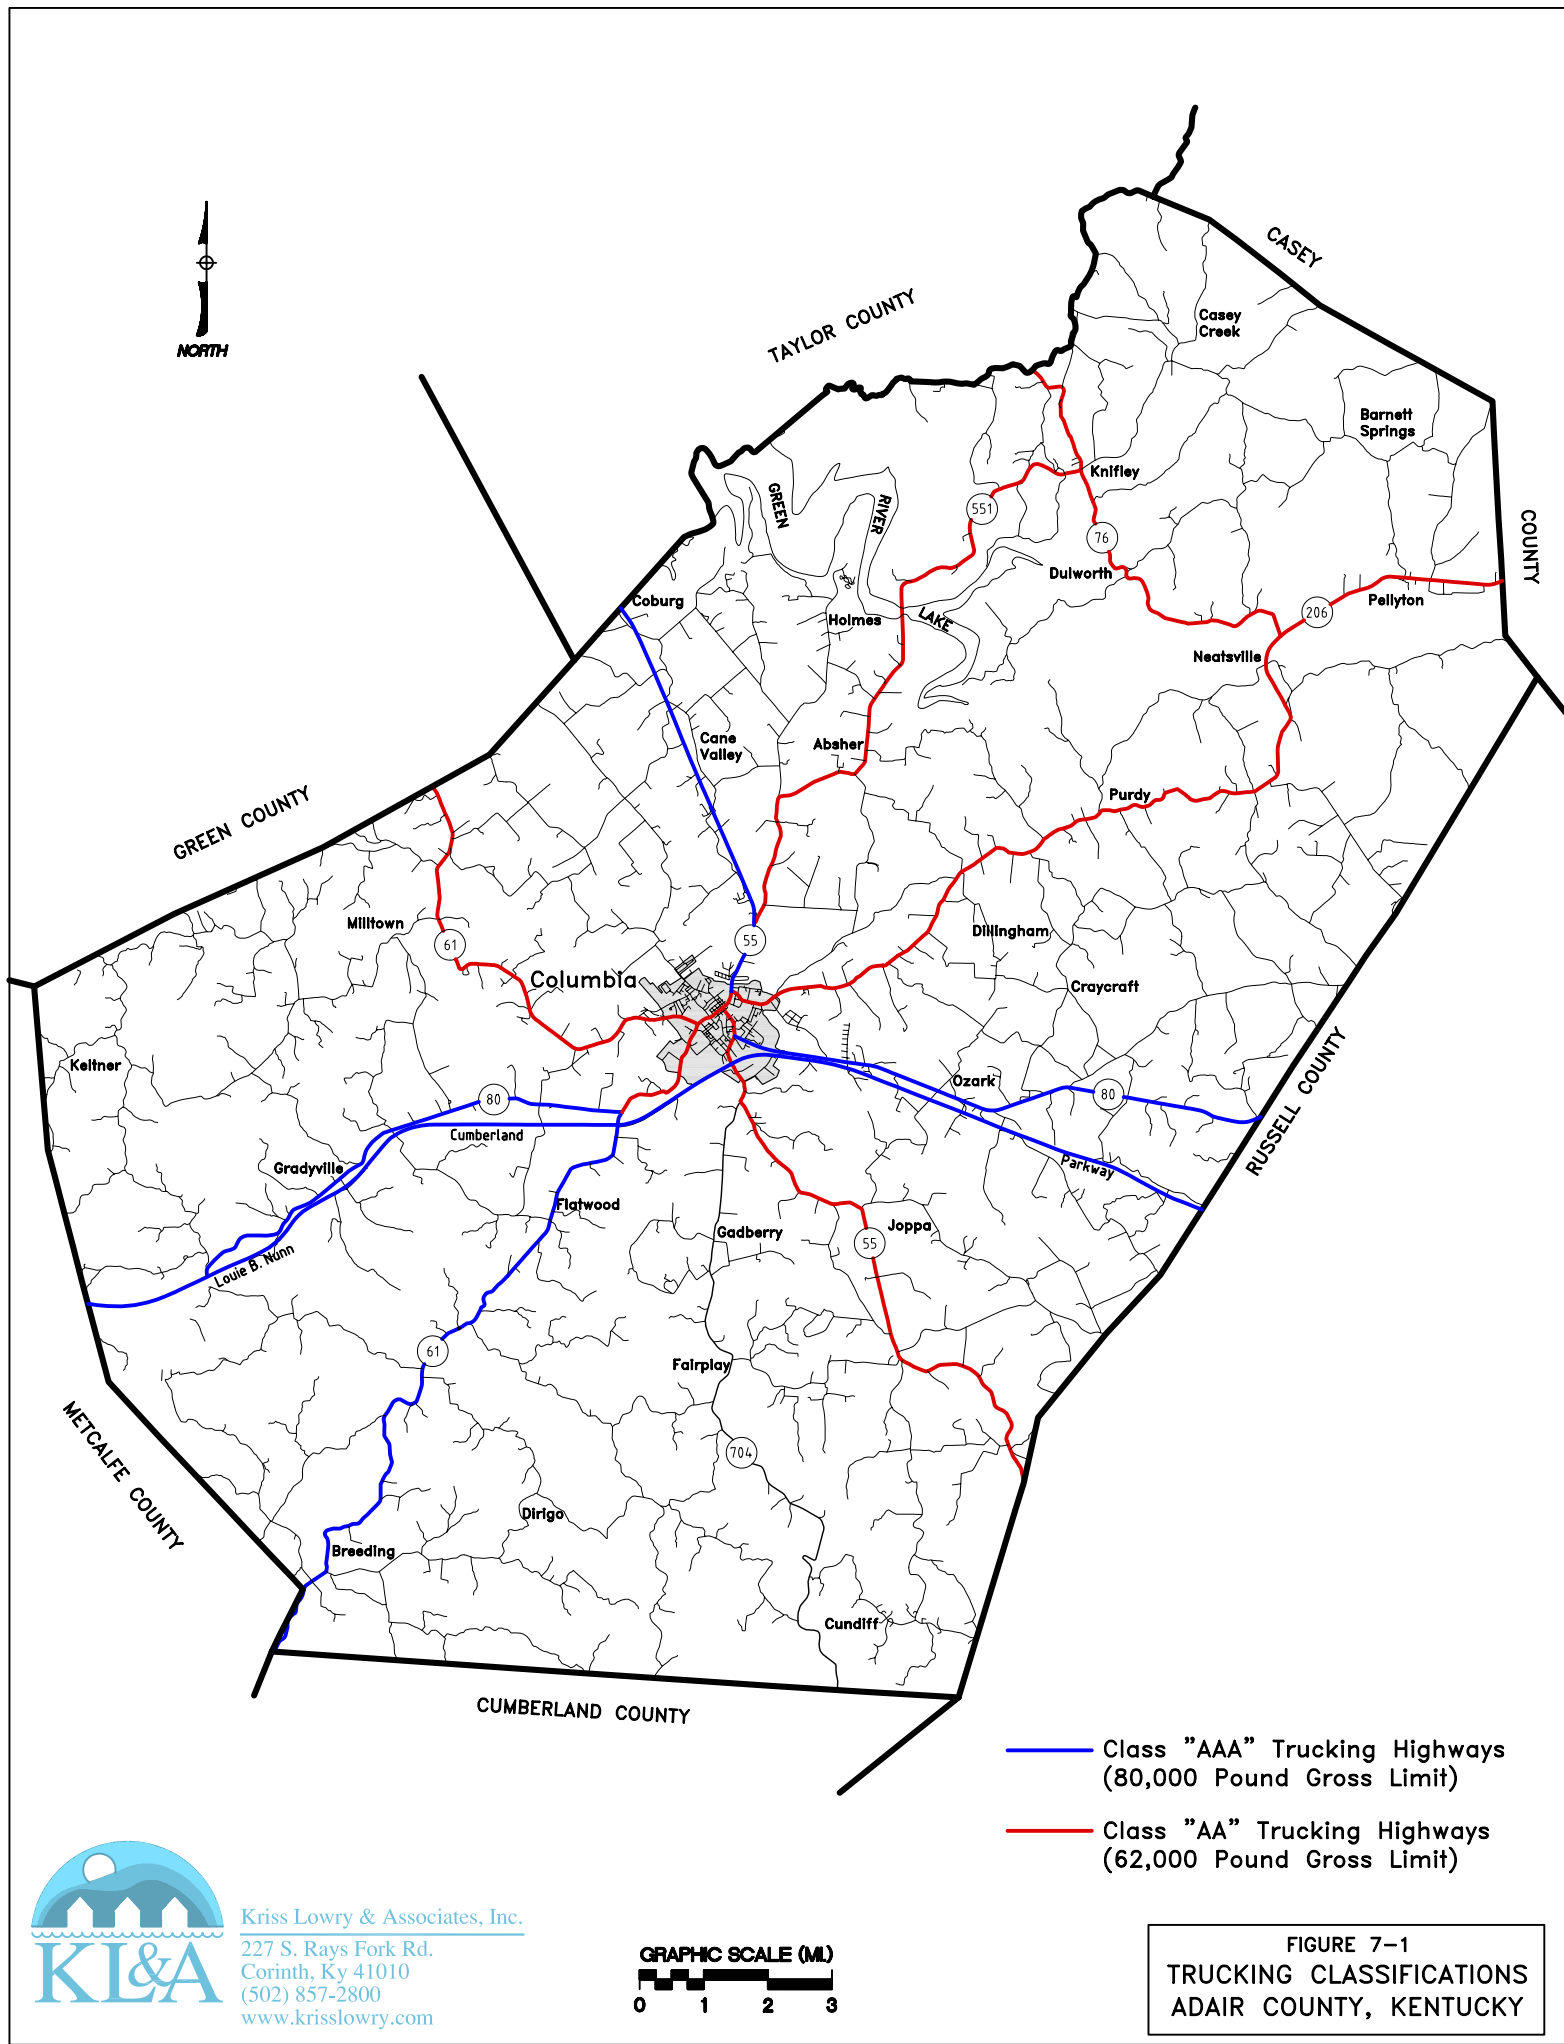 CASEY
TAYLOR COUNTY
Casey
Creek
NORTH
Barnett
Springs
Knifley
GREEN
RIVER
551
COUNTY
76
Dulworth
Pellyton
Coburg
206
Holmes
LAKE
Neatsville
Cane
Valley
Absher
Purdy
GREEN COUNTY
Milltown
61
55
Dillingham
Columbia
Craycraft
Keltner
RUSSELL COUNTY
Ozark
80
80
Cumberland
Gradyville
Parkway
Flatwood
Gadberry
Joppa
55
Louie B. Nunn
61
Fairplay
METCALFE COUNTY
704
Dirigo
Breeding
Cundiff
CUMBERLAND COUNTY
Class "AAA" Trucking Highways
(80,000 Pound Gross Limit)
Class "AA" Trucking Highways
(62,000 Pound Gross Limit)
KL&A
Kriss Lowry & Associates, Inc.
227 S. Rays Fork Rd.
Corinth, Ky 41010
(502) 857-2800
www.krisslowry.com
GRAPHIC SCALE (MI.)
0 1 2 3
FIGURE 7-1
TRUCKING CLASSIFICATIONS
ADAIR COUNTY, KENTUCKY